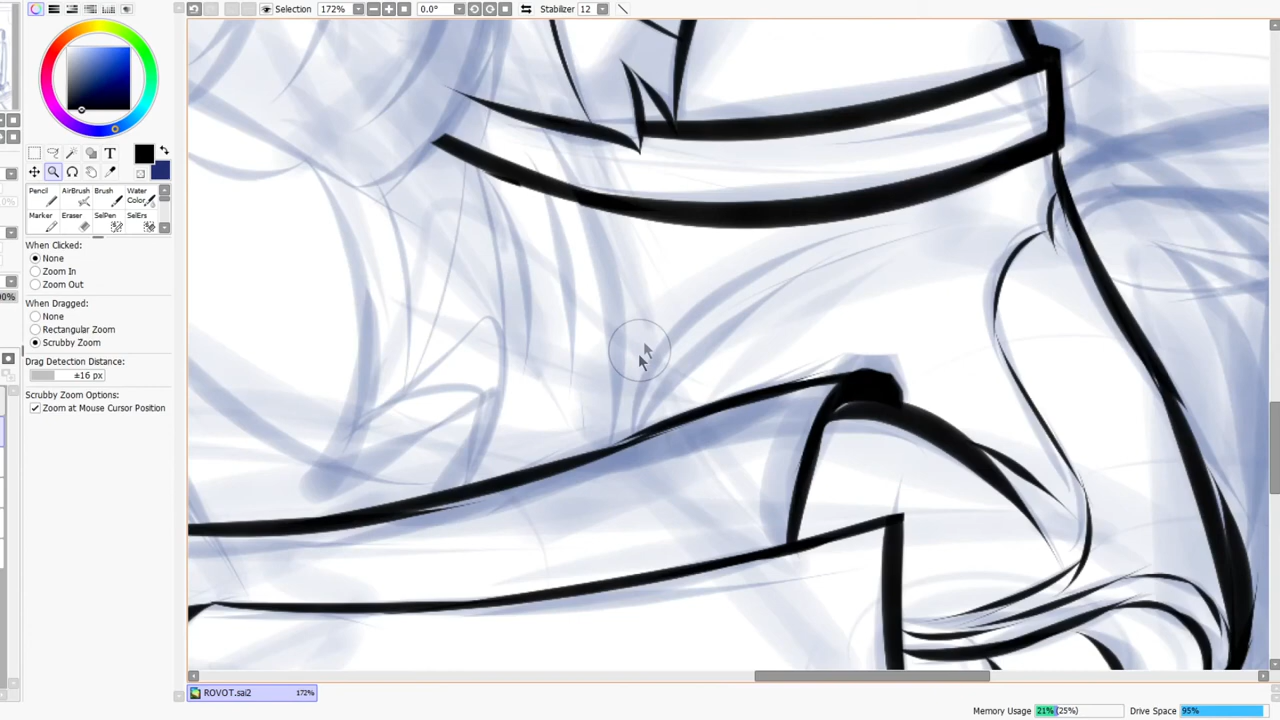 Selection 172% 0.0° Stabilizer 12
T
Pencil AirBrush Brush Water Color
Marker Eraser SelPen SelErs
When Clicked:
None
Zoom In
Zoom Out
When Dragged:
None
Rectangular Zoom
Scrubby Zoom
Drag Detection Distance:
±16 px
Scrubby Zoom Options:
Zoom at Mouse Cursor Position
ROVOT.sai2 172%
Memory Usage 21% (25%) Drive Space 95%